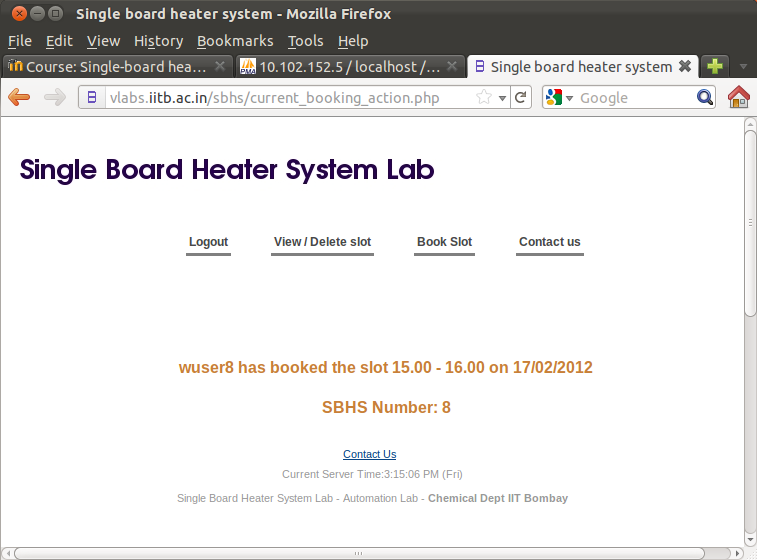 Single board heater system - Mozilla Firefox
File Edit View History Bookmarks Tools Help
Course: Single-board hea... 10.102.152.5 / localhost /... Single board heater system
vlabs.iitb.ac.in/sbhs/current_booking_action.php Google
Single Board Heater System Lab
Logout View / Delete slot Book Slot Contact us
wuser8 has booked the slot 15.00 - 16.00 on 17/02/2012
SBHS Number: 8
Contact Us
Current Server Time:3:15:06 PM (Fri)
Single Board Heater System Lab - Automation Lab - Chemical Dept IIT Bombay